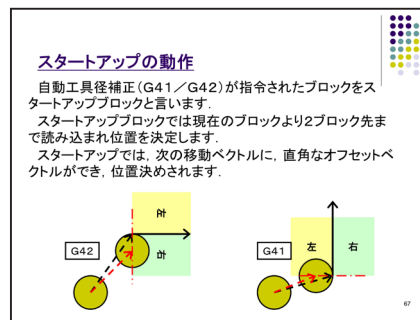 スタートアップの動作
自動工具径補正(G41/G42)が指令されたブロックをス
タートアップブロックと言います.
スタートアップブロックでは現在のブロックより2ブロック先ま
で読み込まれ位置を決定します.
スタートアップでは, 次の移動ベクトルに, 直角なオフセットベ
クトルができ, 位置決めされます.
左
G42
右
左
右
G41
67